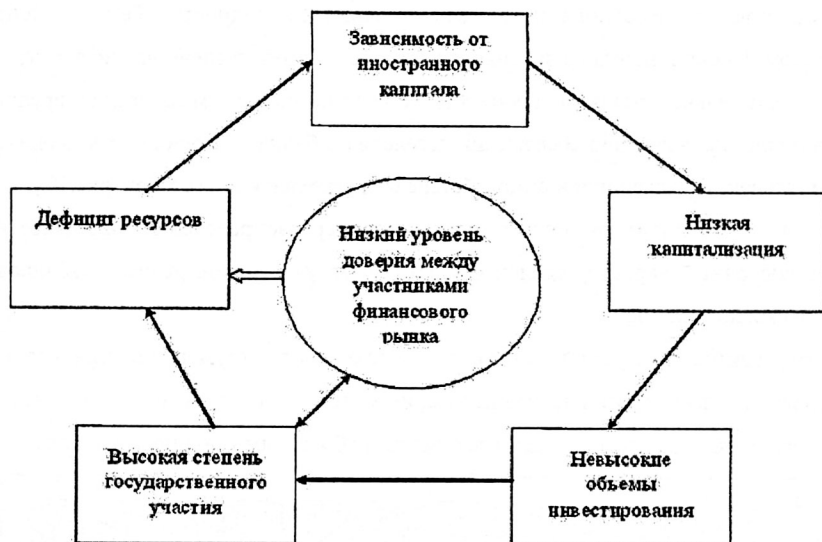 Зависимость от
иностранного
капитала
Дефицит ресурсов
Низкий уровень
доверия между
участниками
финансового
рынка
Низкая
капитализация
Высокая степень
государственного
участия
Невысокие
объемы
инвестирования